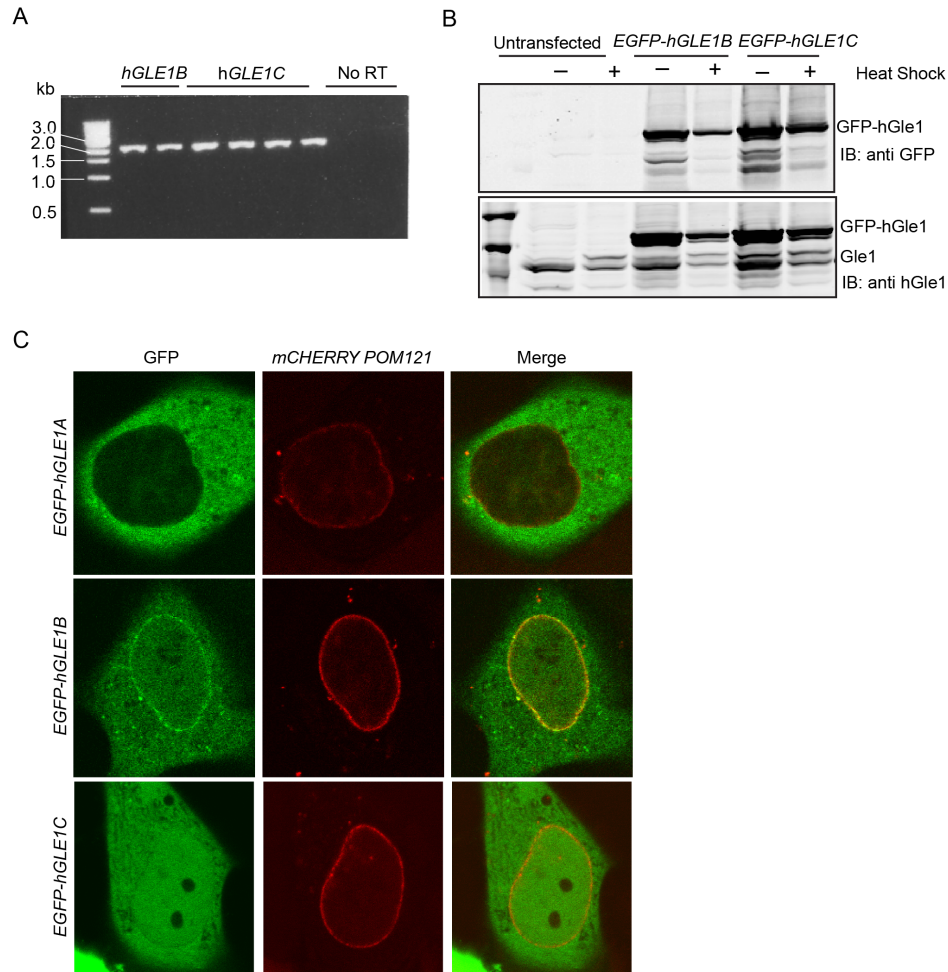 A
hGLE1B hGLE1C No RT
kb
3.0
2.0
1.5
1.0
0.5
B
Untransfected EGFP-hGLE1B EGFP-hGLE1C
– + – + – + Heat Shock
GFP-hGle1
IB: anti GFP
GFP-hGle1
Gle1
IB: anti hGle1
C
GFP mCHERRY POM121 Merge
EGFP-hGLE1A
EGFP-hGLE1B
EGFP-hGLE1C